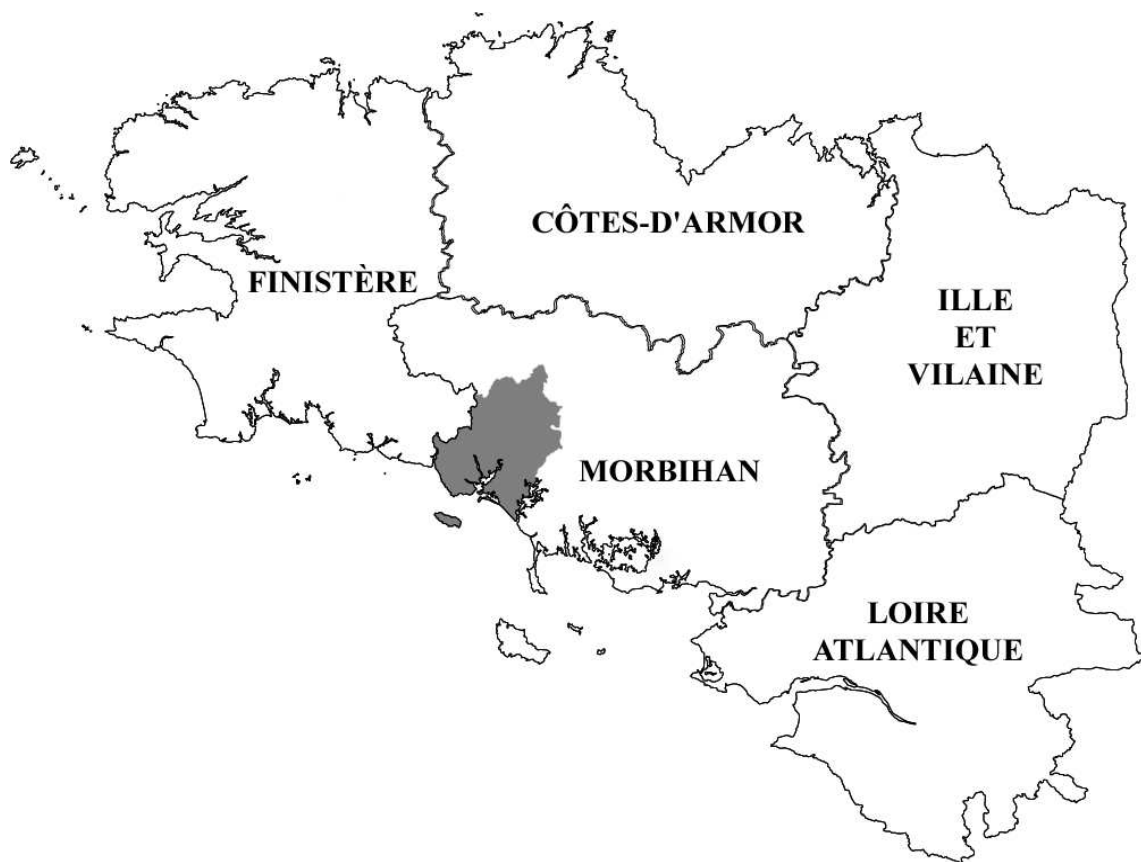 CÔTES-D'ARMOR
FINISTÈRE
ILLE
ET
VILAINE
MORBIHAN
LOIRE
ATLANTIQUE